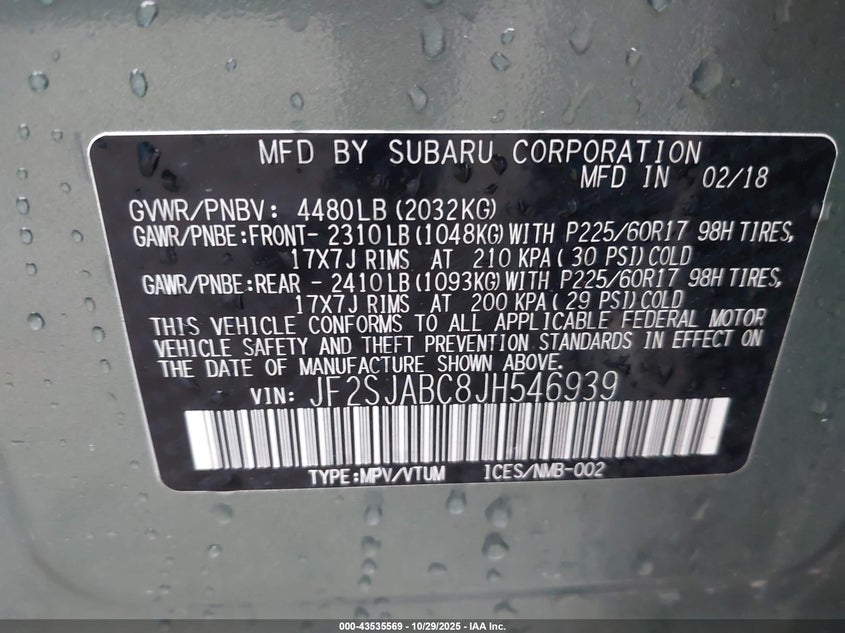 MFD BY SUBARU CORPORATION
MFD IN 02/18
GVWR/PNBV: 4480LB(2032KG)
GAWR/PNBE:FRONT- 2310LB(1048KG)WITH P225/60R17 98H TIRES,
17X7J RIMS AT 210 KPA( 30 PSI)COLD
GAWR/PNBE:REAR - 2410LB(1093KG)WITH P225/60R17 98H TIRES,
17X7J RIMS AT 200 KPA( 29 PSI)COLD
THIS VEHICLE CONFORMS TO ALL APPLICABLE FEDERAL MOTOR
VEHICLE SAFETY AND THEFT PREVENTION STANDARDS IN EFFECT ON
THE DATE OF MANUFACTURE SHOWN ABOVE.
VIN: JF2SJABC8JH546939
TYPE:MPV/VTUM ICES/NMB-002
000-43535569 - 10/29/2025 - IAA Inc.